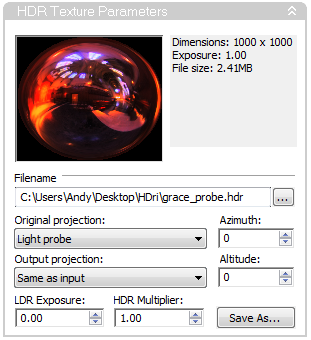 HDR Texture Parameters
Dimensions: 1000 x 1000
Exposure: 1.00
File size: 2.41MB
Filename
C:\Users\Andy\Desktop\HDri\grace_probe.hdr
...
Original projection: Azimuth:
Light probe 0
Output projection: Altitude:
Same as input 0
LDR Exposure: HDR Multiplier:
0.00 1.00 Save As...